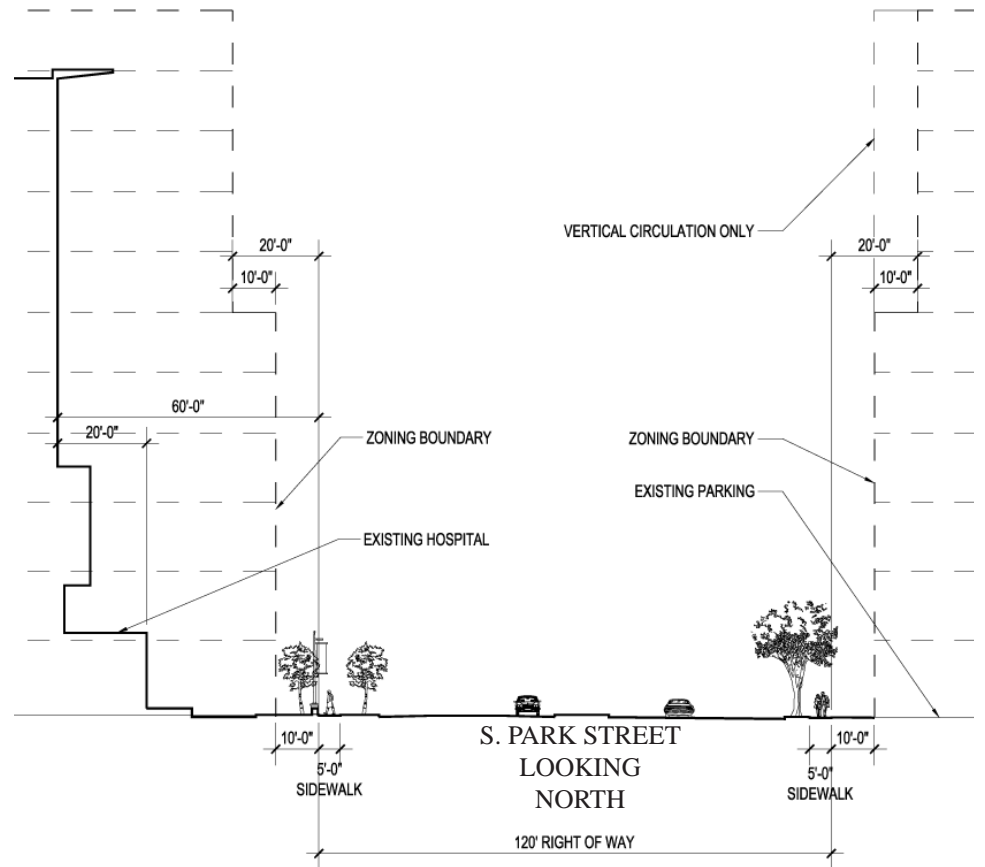 VERTICAL CIRCULATION ONLY
20'-0"
20'-0"
10'-0"
10'-0"
60'-0"
20'-0"
ZONING BOUNDARY
ZONING BOUNDARY
EXISTING PARKING
EXISTING HOSPITAL
10'-0"
5'-0"
SIDEWALK
S. PARK STREET
LOOKING
NORTH
10'-0"
5'-0"
SIDEWALK
120' RIGHT OF WAY